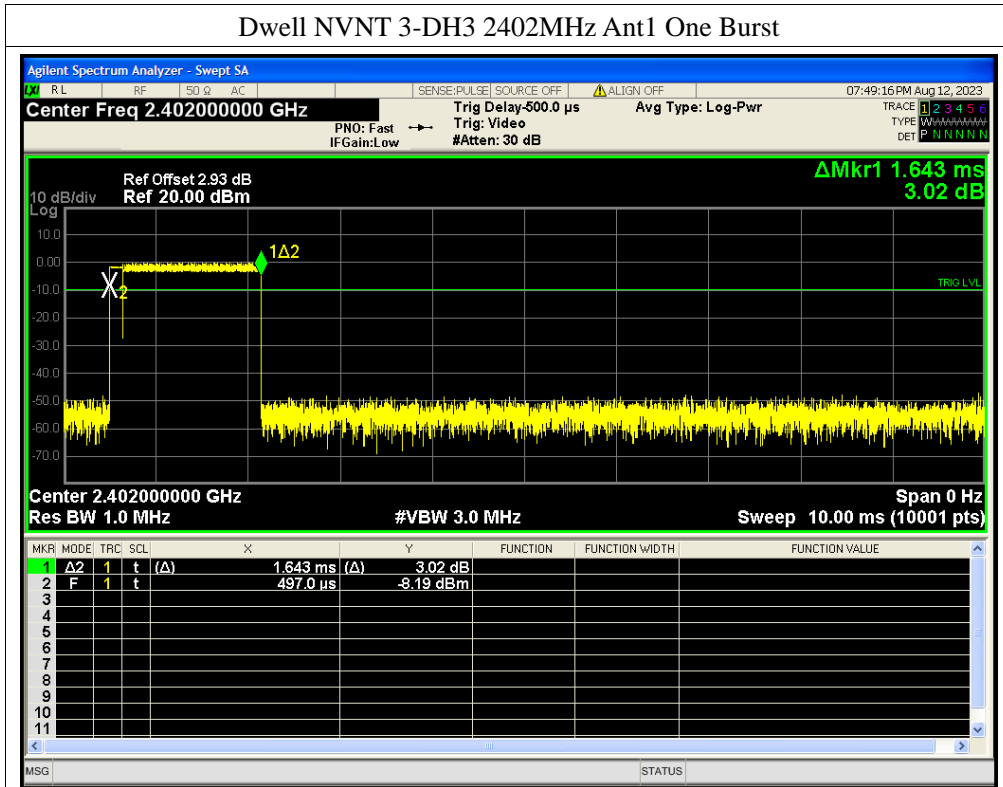 Dwell NVNT 3-DH3 2402MHz Ant1 One Burst
Agilent Spectrum Analyzer - Swept SA
LXI RL RF 50 Ω AC SENSE:PULSE SOURCE OFF ALIGN OFF 07:49:16 PM Aug 12, 2023
Center Freq 2.402000000 GHz Trig Delay-500.0 µs Avg Type: Log-Pwr TRACE 1 2 3 4 5 6
PNO: Fast Trig: Video TYPE WWWWWW
IFGain:Low #Atten: 30 dB DET P N N N N N
ΔMkr1 1.643 ms
Ref Offset 2.93 dB
10 dB/div Ref 20.00 dBm 3.02 dB
Log
10.0
1Δ2
0.00
TRIG LVL
-10.0
X2
-20.0
-30.0
-40.0
-50.0
-60.0
-70.0
Center 2.402000000 GHz Span 0 Hz
Res BW 1.0 MHz #VBW 3.0 MHz Sweep 10.00 ms (10001 pts)
MKR MODE TRC SCL X Y FUNCTION FUNCTION WIDTH FUNCTION VALUE
1 Δ2 1 t (Δ) 1.643 ms (Δ) 3.02 dB
2 F 1 t 497.0 µs -8.19 dBm
3
4
5
6
7
8
9
10
11
MSG STATUS